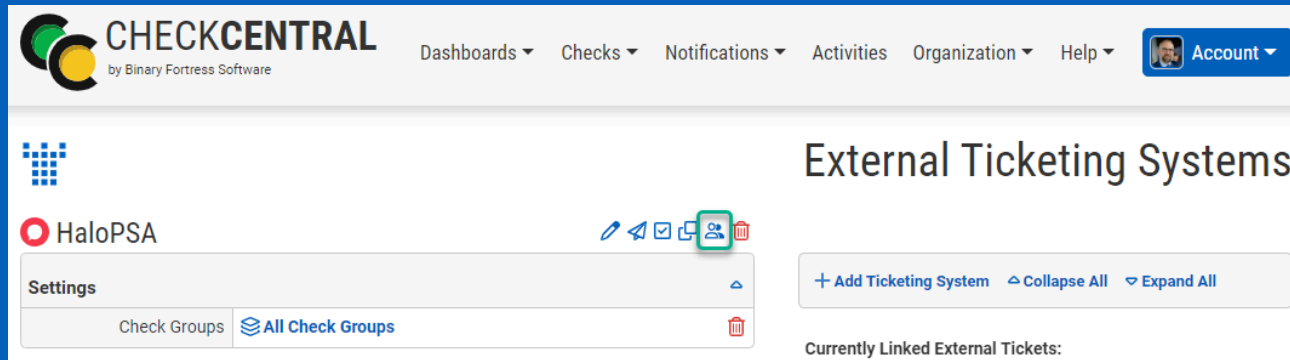 CHECKCENTRAL
by Binary Fortress Software
Dashboards Checks Notifications Activities Organization Help Account
External Ticketing Systems
HaloPSA
Settings
Check Groups All Check Groups
Add Ticketing System Collapse All Expand All
Currently Linked External Tickets: